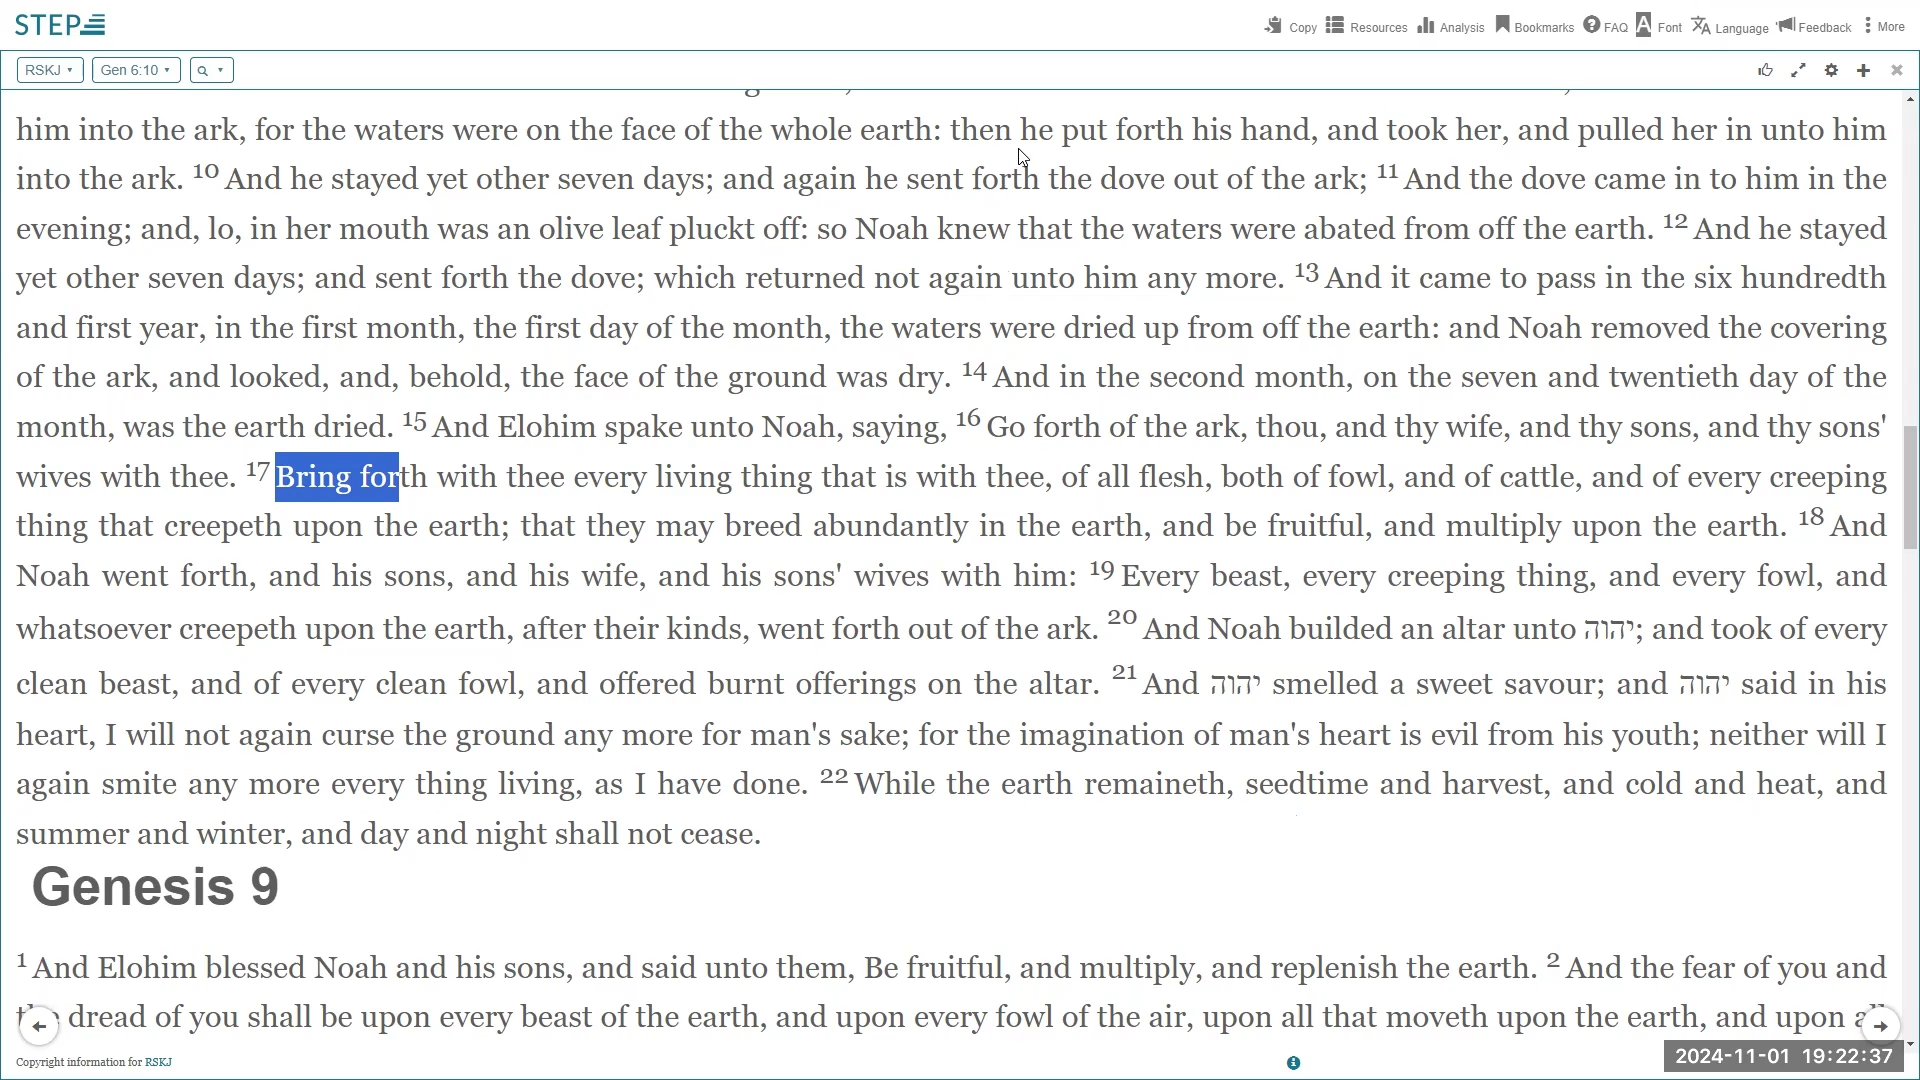 STEP
Copy Resources Analysis Bookmarks FAQ A Font Language Feedback More
RSKJ Gen 6:10
him into the ark, for the waters were on the face of the whole earth: then he put forth his hand, and took her, and pulled her in unto him
into the ark. 10 And he stayed yet other seven days; and again he sent forth the dove out of the ark; 11 And the dove came in to him in the
evening; and, lo, in her mouth was an olive leaf pluckt off: so Noah knew that the waters were abated from off the earth. 12 And he stayed
yet other seven days; and sent forth the dove; which returned not again unto him any more. 13 And it came to pass in the six hundredth
and first year, in the first month, the first day of the month, the waters were dried up from off the earth: and Noah removed the covering
of the ark, and looked, and, behold, the face of the ground was dry. 14 And in the second month, on the seven and twentieth day of the
month, was the earth dried. 15 And Elohim spake unto Noah, saying, 16 Go forth of the ark, thou, and thy wife, and thy sons, and thy sons'
wives with thee. 17 Bring forth with thee every living thing that is with thee, of all flesh, both of fowl, and of cattle, and of every creeping
thing that creepeth upon the earth; that they may breed abundantly in the earth, and be fruitful, and multiply upon the earth. 18 And
Noah went forth, and his sons, and his wife, and his sons' wives with him: 19 Every beast, every creeping thing, and every fowl, and
whatsoever creepeth upon the earth, after their kinds, went forth out of the ark. 20 And Noah builded an altar unto יהוה; and took of every
clean beast, and of every clean fowl, and offered burnt offerings on the altar. 21 And יהוה smelled a sweet savour; and יהוה said in his
heart, I will not again curse the ground any more for man's sake; for the imagination of man's heart is evil from his youth; neither will I
again smite any more every thing living, as I have done. 22 While the earth remaineth, seedtime and harvest, and cold and heat, and
summer and winter, and day and night shall not cease.
Genesis 9
1 And Elohim blessed Noah and his sons, and said unto them, Be fruitful, and multiply, and replenish the earth. 2 And the fear of you and
the dread of you shall be upon every beast of the earth, and upon every fowl of the air, upon all that moveth upon the earth, and upon all
Copyright information for RSKJ
2024-11-01 19:22:37